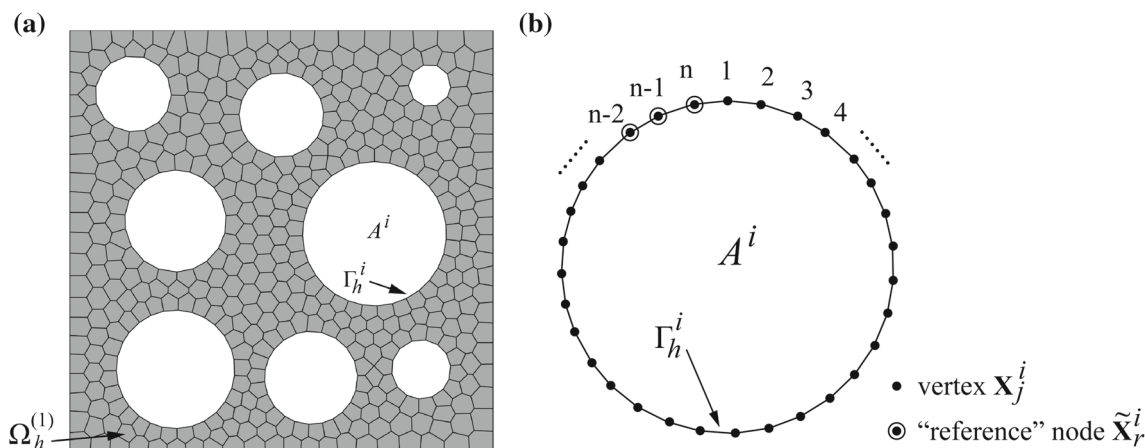 (a)
A^i
Γ_h^i
Ω_h^(1)
(b)
n-2 n-1 n 1 2 3 4
A^i
Γ_h^i
vertex X_j^i
“reference” node X̃_r^i